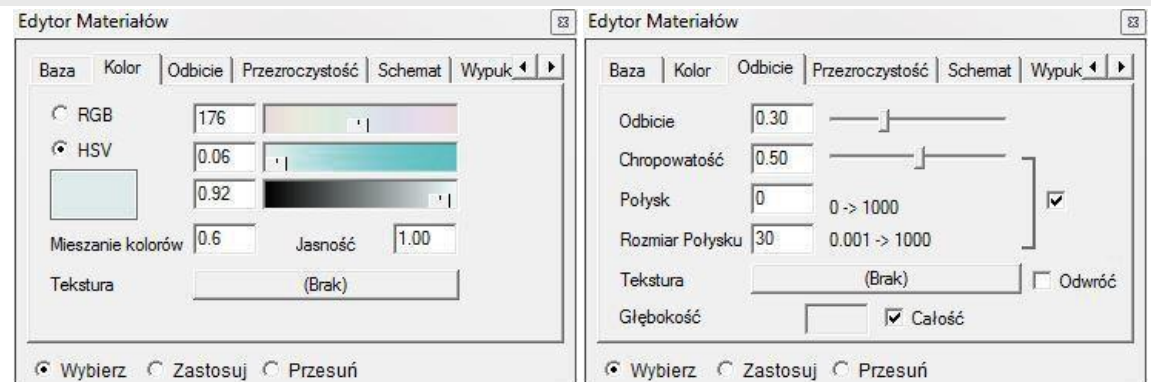 Edytor Materiałów
Baza Kolor Odbicie Przezroczystość Schemat Wypuk
RGB 176
HSV 0.06
0.92
Mieszanie kolorów 0.6 Jasność 1.00
Tekstura (Brak)
Wybierz Zastosuj Przesuń
Edytor Materiałów
Baza Kolor Odbicie Przezroczystość Schemat Wypuk
Odbicie 0.30
Chropowatość 0.50
Połysk 0 0 -> 1000
Rozmiar Połysku 30 0.001 -> 1000
Tekstura (Brak) Odwróć
Głębokość Całość
Wybierz Zastosuj Przesuń